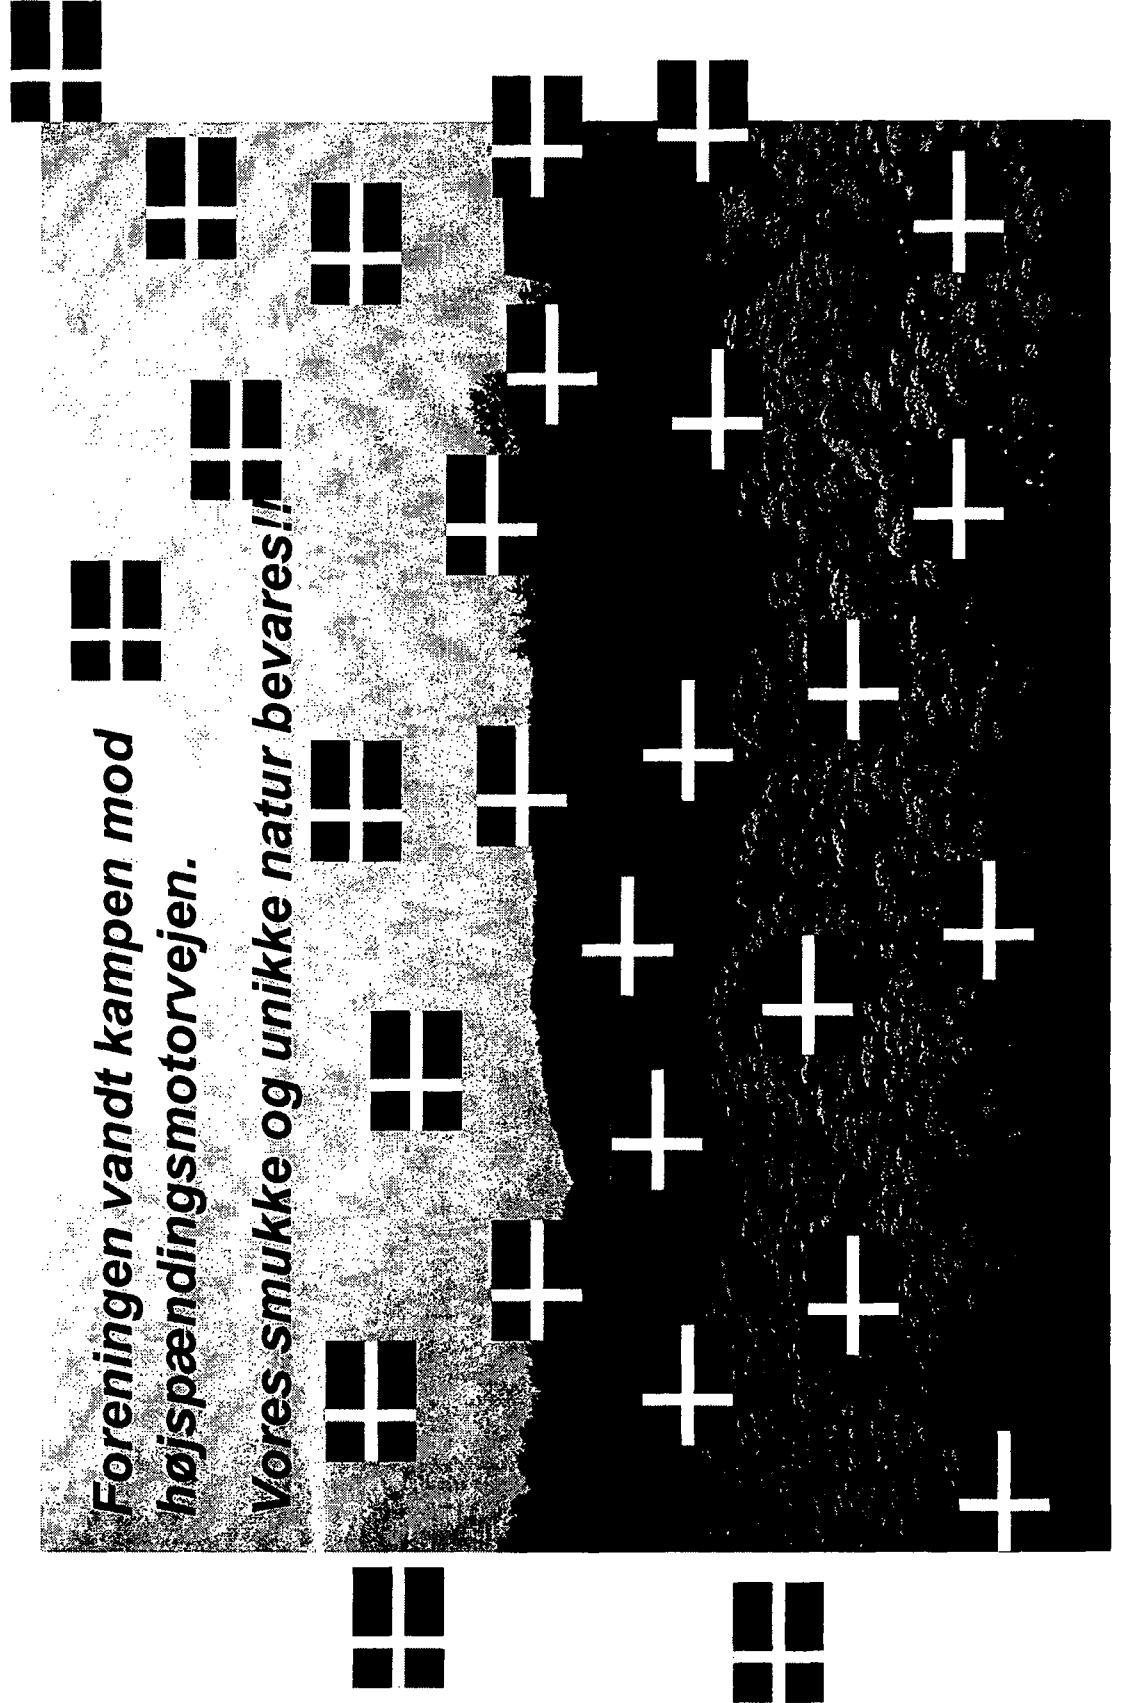 Foreningen vandt kampen mod
højspændingsmotorvejen.
Vores smukke og unikke natur bevares!!